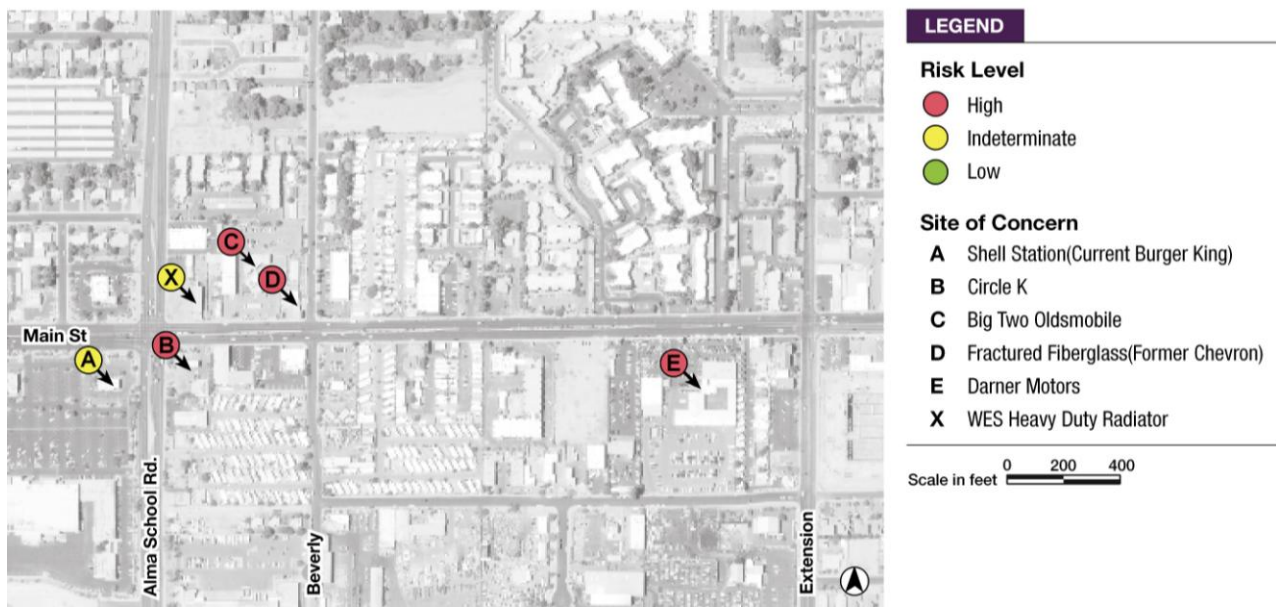 LEGEND
Risk Level
High
Indeterminate
Low
Site of Concern
A Shell Station(Current Burger King)
B Circle K
C Big Two Oldsmobile
D Fractured Fiberglass(Former Chevron)
E Darner Motors
X WES Heavy Duty Radiator
Scale in feet 0 200 400
C
X
D
Main St
A
B
E
Alma School Rd.
Beverly
Extension